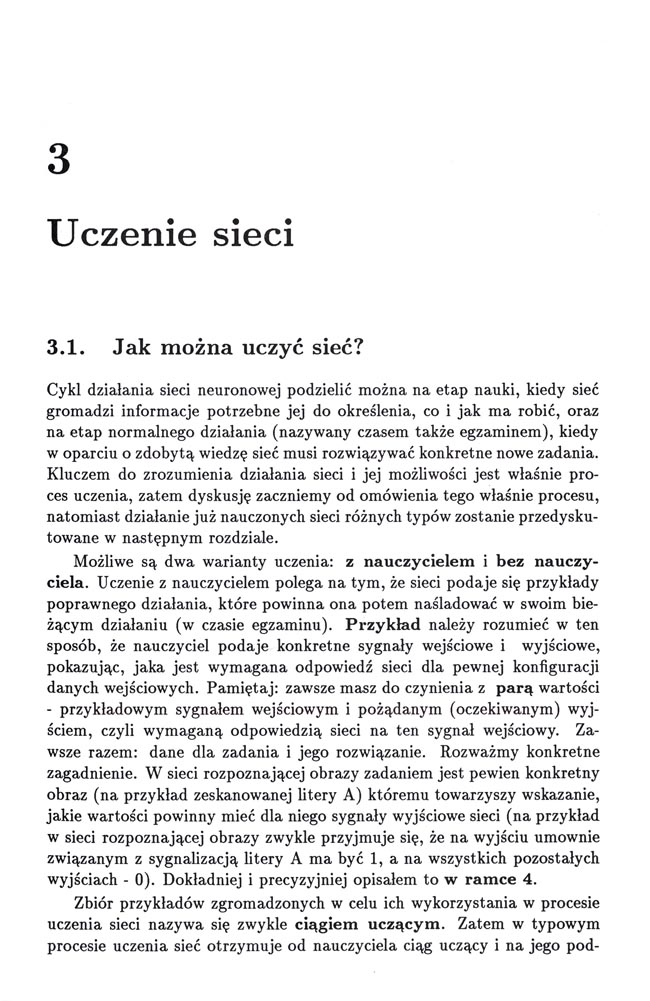 3
Uczenie sieci
3.1. Jak można uczyć sieć?
Cykl działania sieci neuronowej podzielić można na etap nauki, kiedy sieć
gromadzi informacje potrzebne jej do określenia, co i jak ma robić, oraz
na etap normalnego działania (nazywany czasem także egzaminem), kiedy
w oparciu o zdobytą wiedzę sieć musi rozwiązywać konkretne nowe zadania.
Kluczem do zrozumienia działania sieci i jej możliwości jest właśnie pro-
ces uczenia, zatem dyskusję zaczniemy od omówienia tego właśnie procesu,
natomiast działanie już nauczonych sieci różnych typów zostanie przedysku-
towane w następnym rozdziale.
Możliwe są dwa warianty uczenia: z nauczycielem i bez nauczy-
ciela. Uczenie z nauczycielem polega na tym, że sieci podaje się przykłady
poprawnego działania, które powinna ona potem naśladować w swoim bie-
żącym działaniu (w czasie egzaminu). Przykład należy rozumieć w ten
sposób, że nauczyciel podaje konkretne sygnały wejściowe i wyjściowe,
pokazując, jaka jest wymagana odpowiedź sieci dla pewnej konfiguracji
danych wejściowych. Pamiętaj: zawsze masz do czynienia z parą wartości
- przykładowym sygnałem wejściowym i pożądanym (oczekiwanym) wyj-
ściem, czyli wymaganą odpowiedzią sieci na ten sygnał wejściowy. Za-
wsze razem: dane dla zadania i jego rozwiązanie. Rozważmy konkretne
zagadnienie. W sieci rozpoznającej obrazy zadaniem jest pewien konkretny
obraz (na przykład zeskanowanej litery A) któremu towarzyszy wskazanie,
jakie wartości powinny mieć dla niego sygnały wyjściowe sieci (na przykład
w sieci rozpoznającej obrazy zwykle przyjmuje się, że na wyjściu umownie
związanym z sygnalizacją litery A ma być 1, a na wszystkich pozostałych
wyjściach - 0). Dokładniej i precyzyjniej opisałem to w ramce 4.
Zbiór przykładów zgromadzonych w celu ich wykorzystania w procesie
uczenia sieci nazywa się zwykle ciągiem uczącym. Zatem w typowym
procesie uczenia sieć otrzymuje od nauczyciela ciąg uczący i na jego pod-